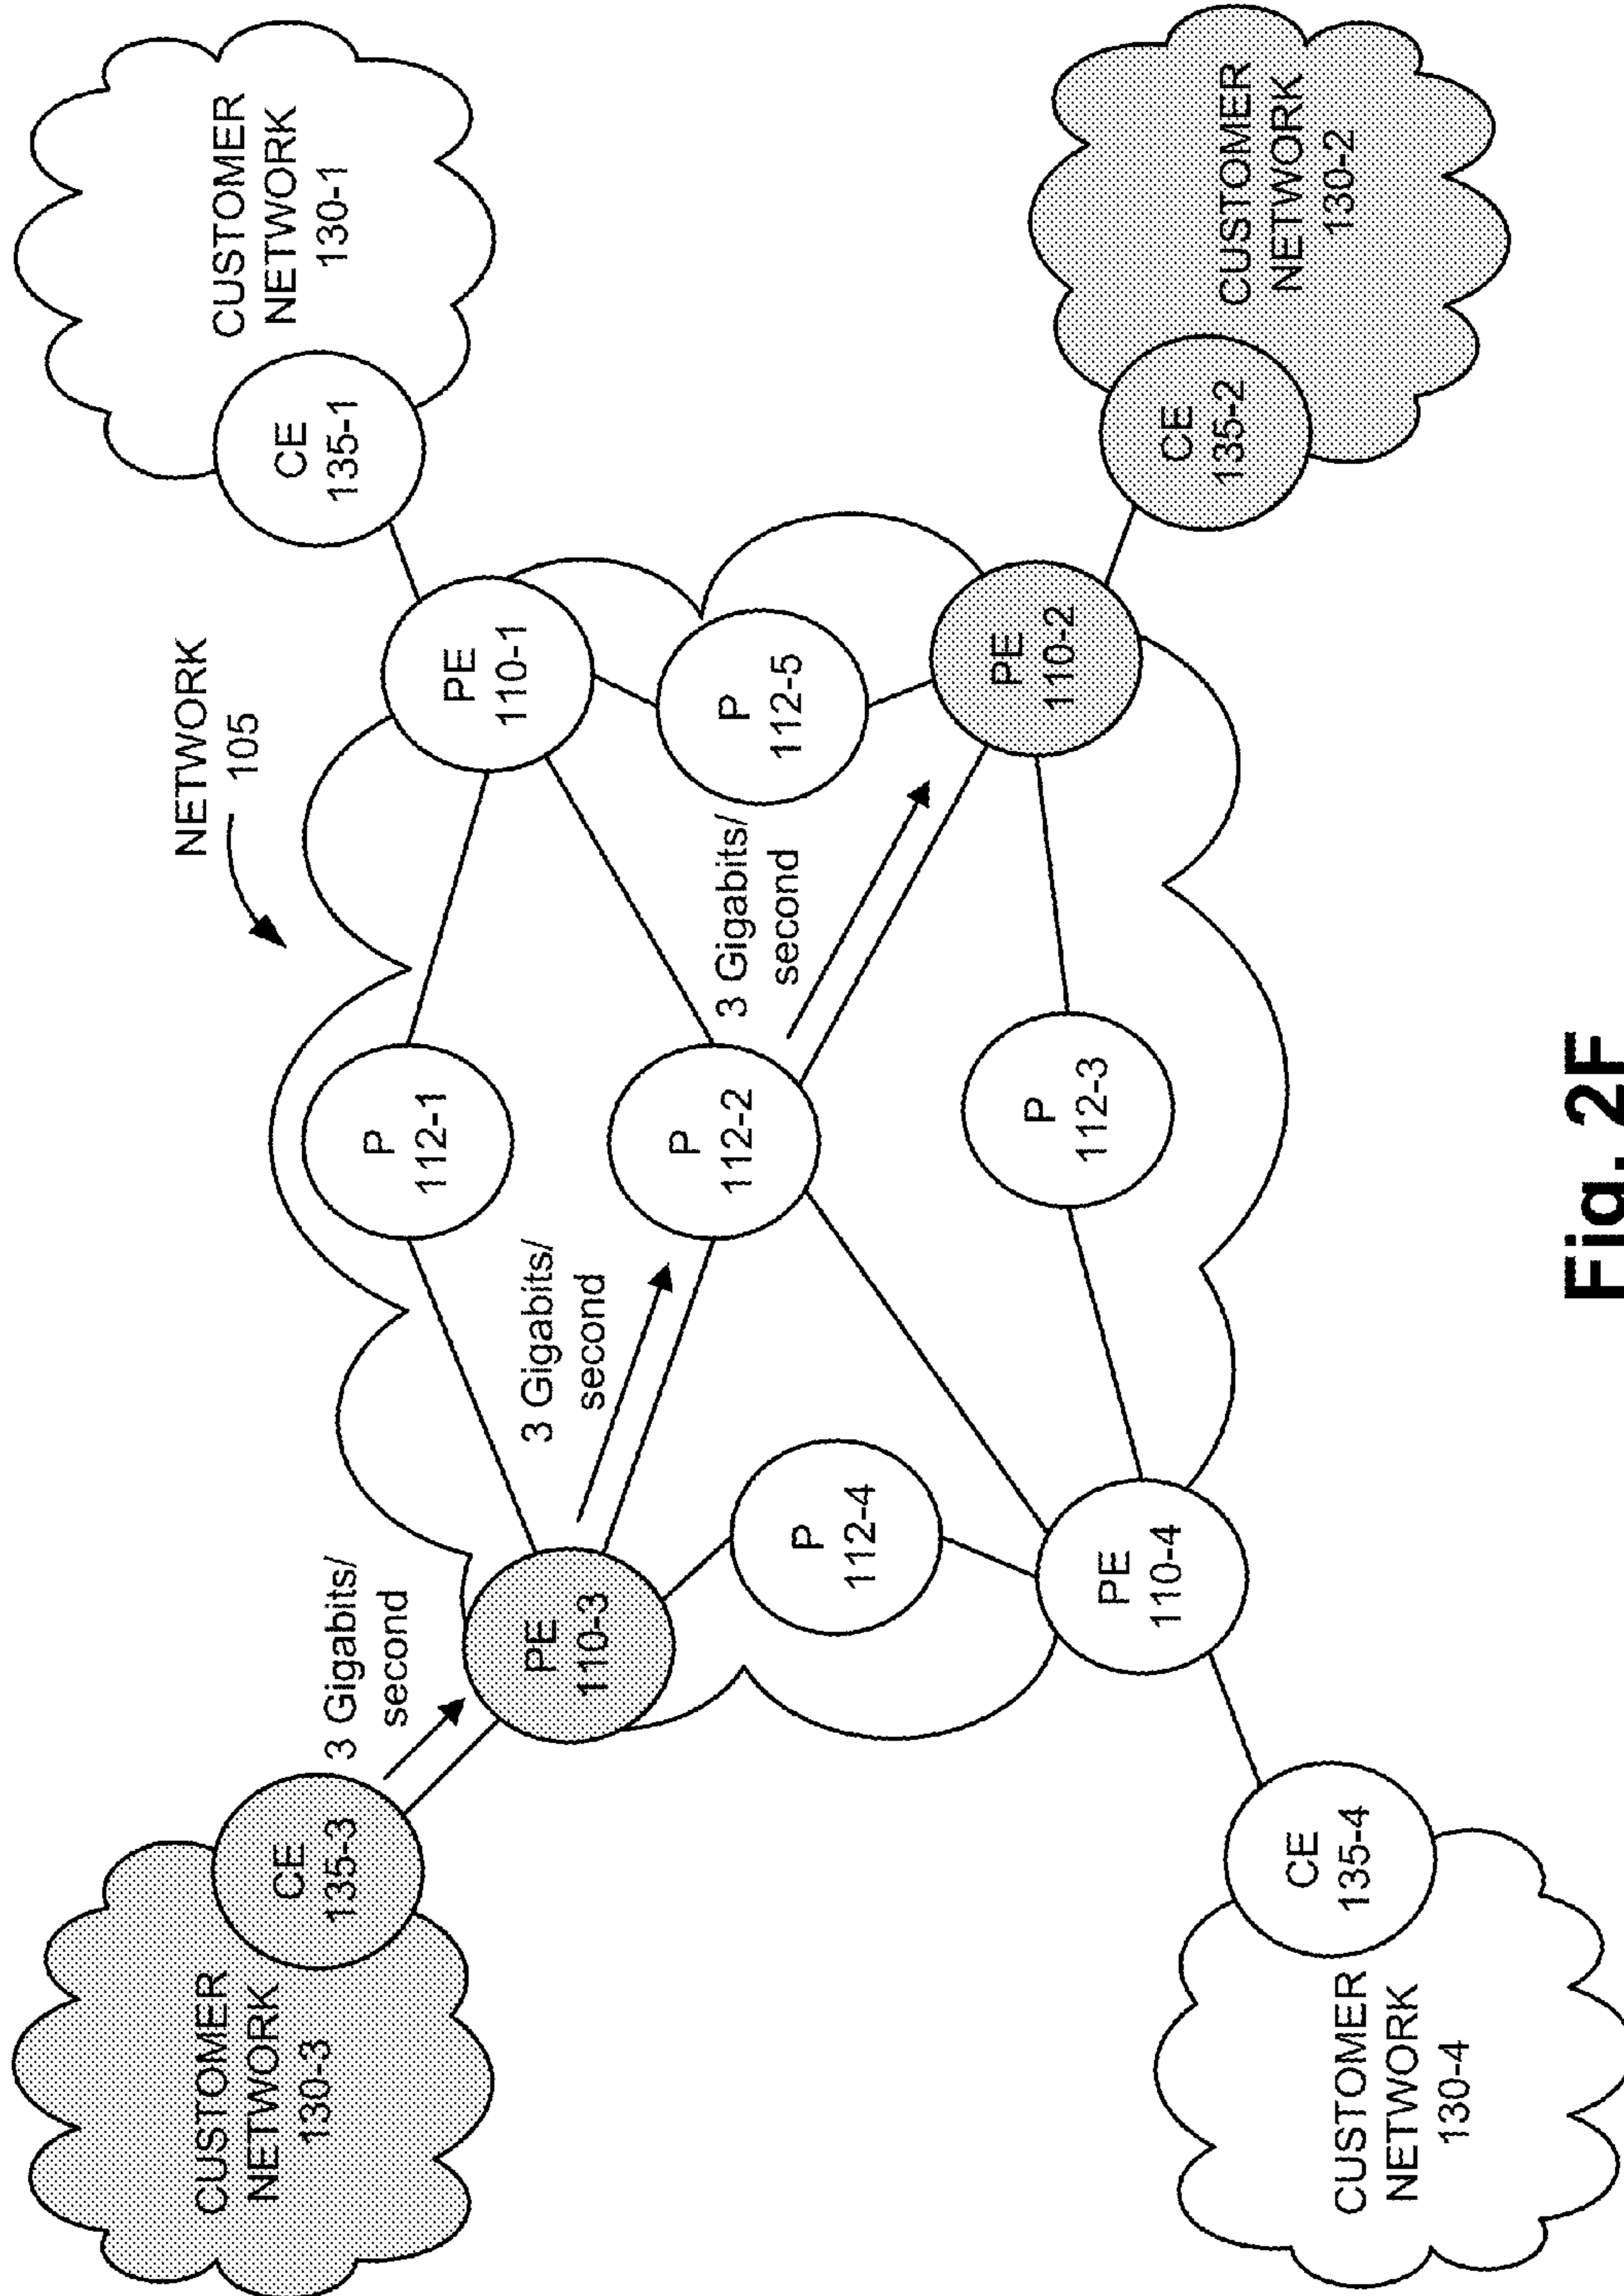 NETWORK
105
CUSTOMER
NETWORK
130-3
CE
135-3
3 Gigabits/
second
PE
110-3
3 Gigabits/
second
P
112-1
PE
110-1
CE
135-1
CUSTOMER
NETWORK
130-1
P
112-4
P
112-2
3 Gigabits/
second
P
112-5
PE
110-4
P
112-3
PE
110-2
CUSTOMER
NETWORK
130-4
CE
135-4
CE
135-2
CUSTOMER
NETWORK
130-2
Fig. 2F